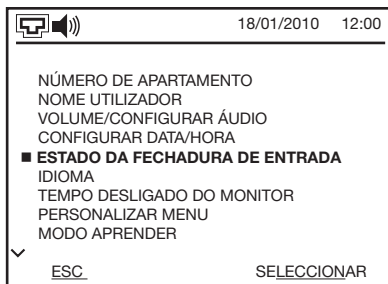 18/01/2010 12:00
NÚMERO DE APARTAMENTO
NOME UTILIZADOR
VOLUME/CONFIGURAR ÁUDIO
CONFIGURAR DATA/HORA
ESTADO DA FECHADURA DE ENTRADA
IDIOMA
TEMPO DESLIGADO DO MONITOR
PERSONALIZAR MENU
MODO APRENDER
ESC SELECCIONAR